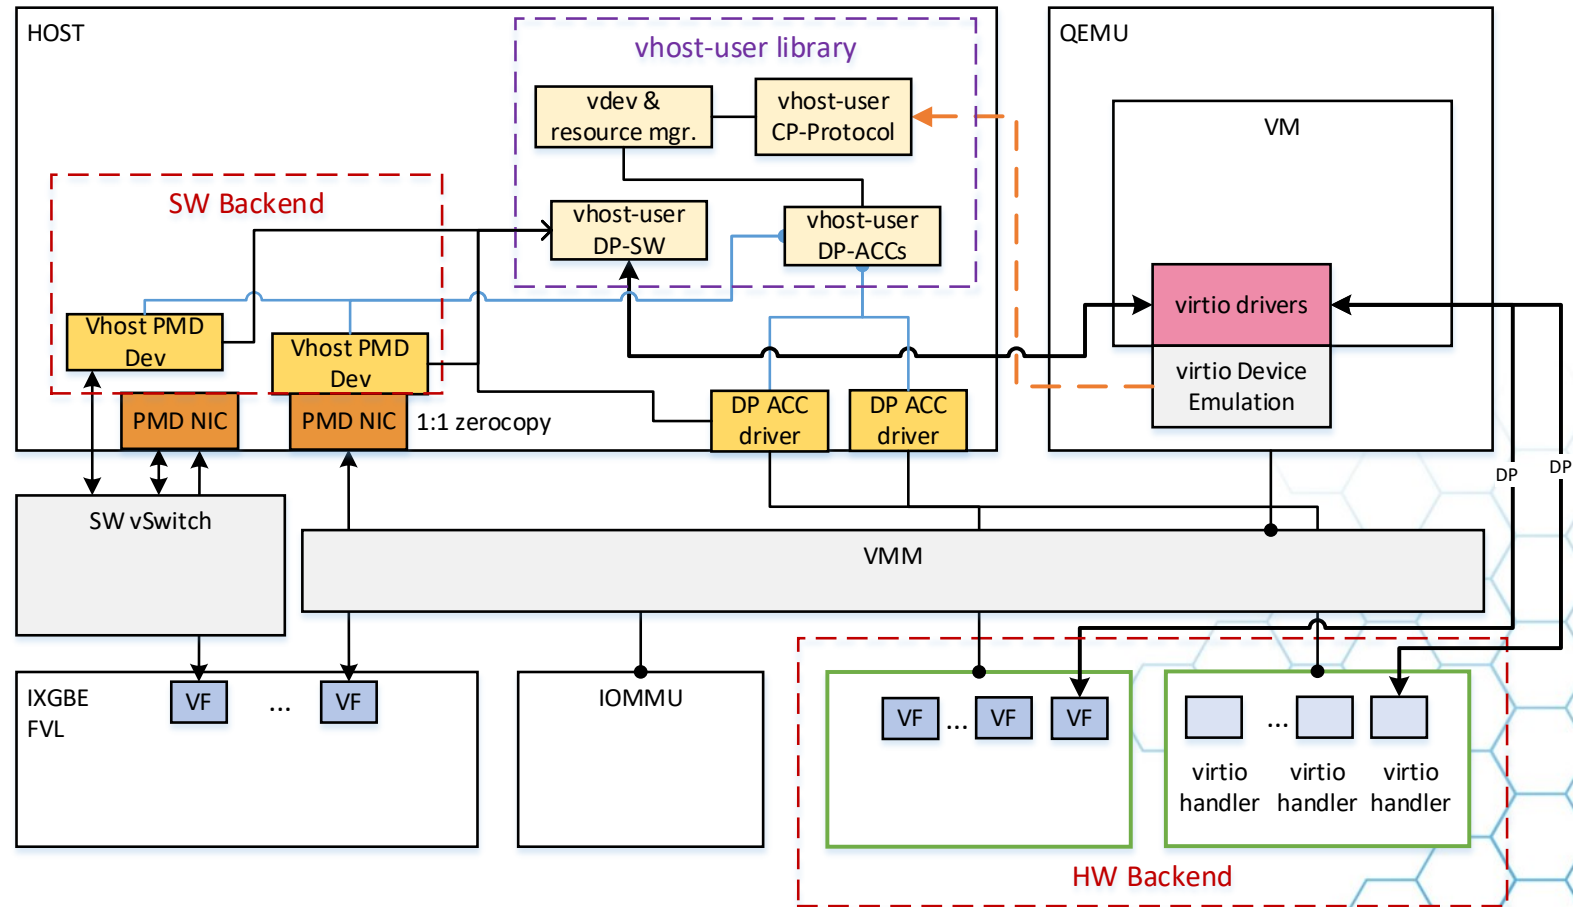 HOST
QEMU
vhost-user library
vdev &
resource mgr.
vhost-user
CP-Protocol
VM
SW Backend
vhost-user
DP-SW
vhost-user
DP-ACCs
virtio drivers
Vhost PMD
Dev
Vhost PMD
Dev
virtio Device
Emulation
PMD NIC
PMD NIC
1:1 zerocopy
DP ACC
driver
DP ACC
driver
DP
DP
SW vSwitch
VMM
IXGBE
FVL
VF
...
VF
IOMMU
VF
...
VF
VF
...
virtio
handler
virtio
handler
virtio
handler
HW Backend